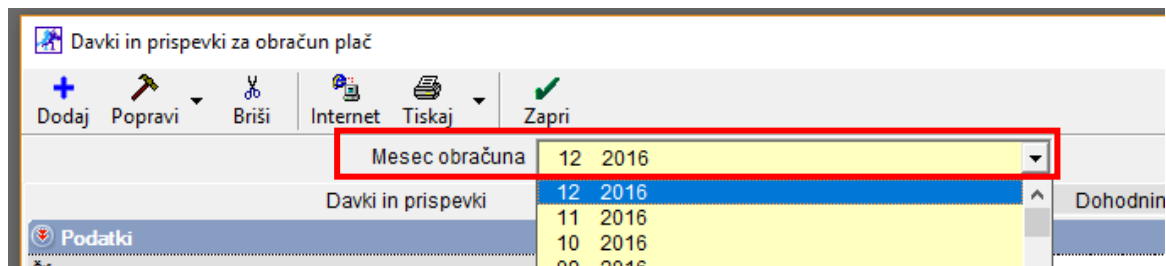 Davki in prispevki za obračun plač
Dodaj Popravi Briši Internet Tiskaj Zapri
Mesec obračuna 12 2016
Davki in prispevki 12 2016 Dohodnin
11 2016
Podatki 10 2016